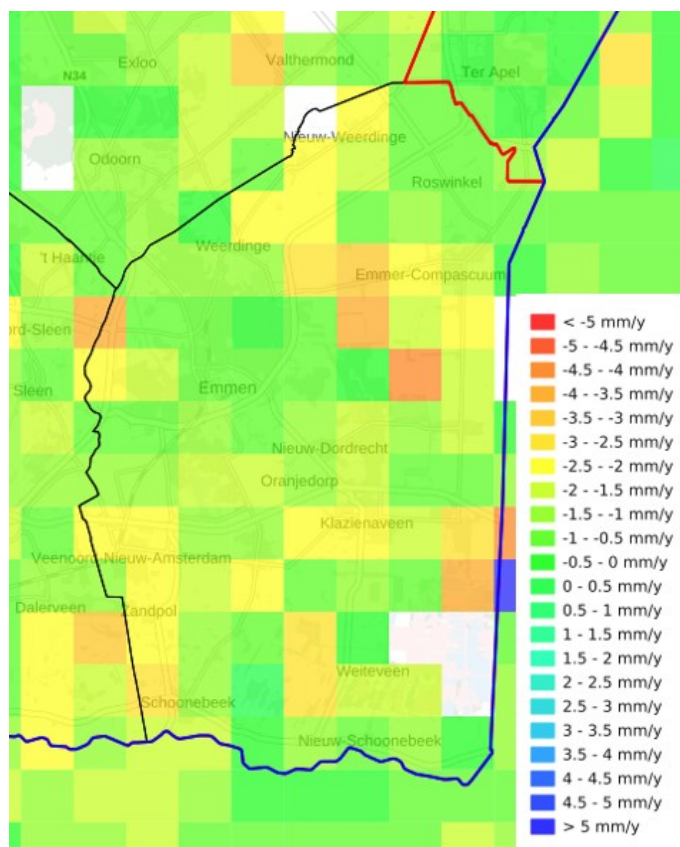 Exloo
Valthermond
N34
Ter Apel
Nieuw-Weerdinge
Odoorn
Roswinkel
Weerdinge
't Haantje
Emmer-Compascuum
ord-Sleen
Sleen
Emmen
Nieuw-Dordrecht
Oranjedorp
Klazienaveen
Veenoord-Nieuw-Amsterdam
Dalerveen
Zandpol
Weiteveen
Schoonebeek
Nieuw-Schoonebeek
< -5 mm/y
-5 - -4.5 mm/y
-4.5 - -4 mm/y
-4 - -3.5 mm/y
-3.5 - -3 mm/y
-3 - -2.5 mm/y
-2.5 - -2 mm/y
-2 - -1.5 mm/y
-1.5 - -1 mm/y
-1 - -0.5 mm/y
-0.5 - 0 mm/y
0 - 0.5 mm/y
0.5 - 1 mm/y
1 - 1.5 mm/y
1.5 - 2 mm/y
2 - 2.5 mm/y
2.5 - 3 mm/y
3 - 3.5 mm/y
3.5 - 4 mm/y
4 - 4.5 mm/y
4.5 - 5 mm/y
> 5 mm/y